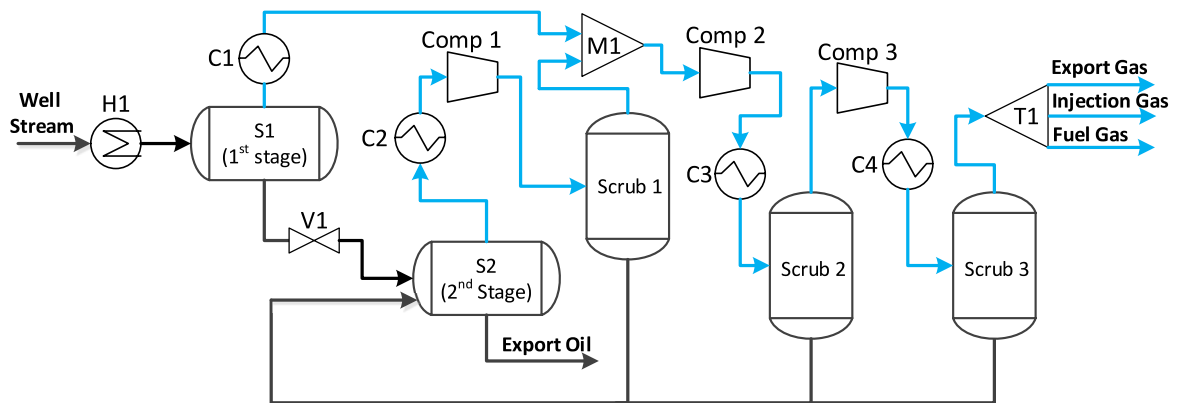 Well
Stream
H1
C1
S1
(1st stage)
V1
C2
Comp 1
S2
(2nd Stage)
Export Oil
M1
Scrub 1
Comp 2
C3
Scrub 2
Comp 3
C4
Scrub 3
T1
Export Gas
Injection Gas
Fuel Gas